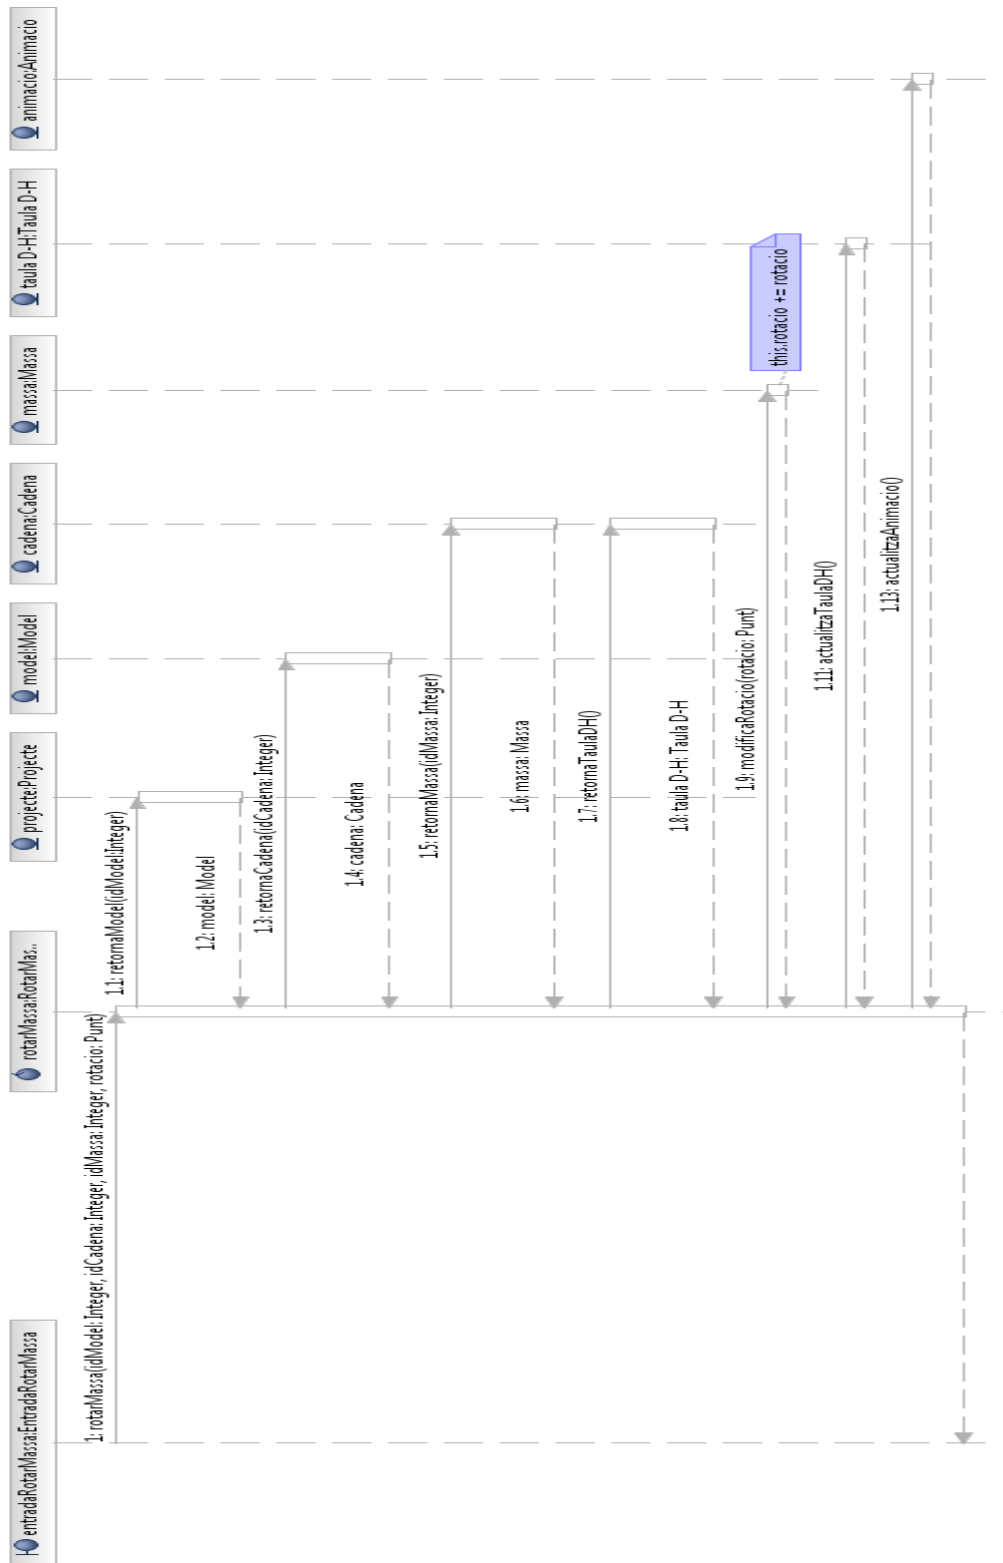 entradaRotarMassa:EntradaRotarMassa
rotarMassa:RotarMas..
projecte:Projecte
model:Model
cadena:Cadena
massa:Massa
taula D-H:Taula D-H
animacio:Animacio
1: rotarMassa(idModel: Integer, idCadena: Integer, idMassa: Integer, rotacio: Punt)
1.1: retornaModel(idModel:Integer)
1.2: model: Model
1.3: retornaCadena(idCadena: Integer)
1.4: cadena: Cadena
1.5: retornaMassa(idMassa: Integer)
1.6: massa: Massa
1.7: retornaTaulaDH()
1.8: taula D-H: Taula D-H
1.9: modificaRotacio(rotacio: Punt)
this.rotacio += rotacio
1.11: actualitzaTaulaDH()
1.13: actualitzaAnimacio()